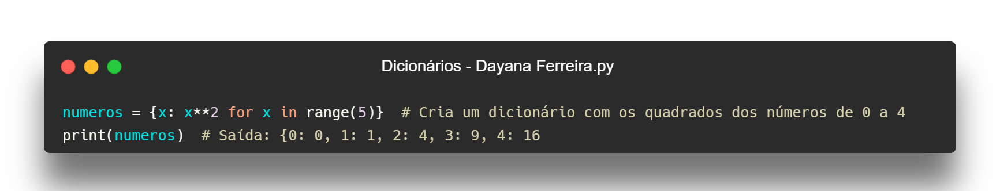 Dicionários - Dayana Ferreira.py
numeros = {x: x**2 for x in range(5)}  # Cria um dicionário com os quadrados dos números de 0 a 4
print(numeros)  # Saída: {0: 0, 1: 1, 2: 4, 3: 9, 4: 16